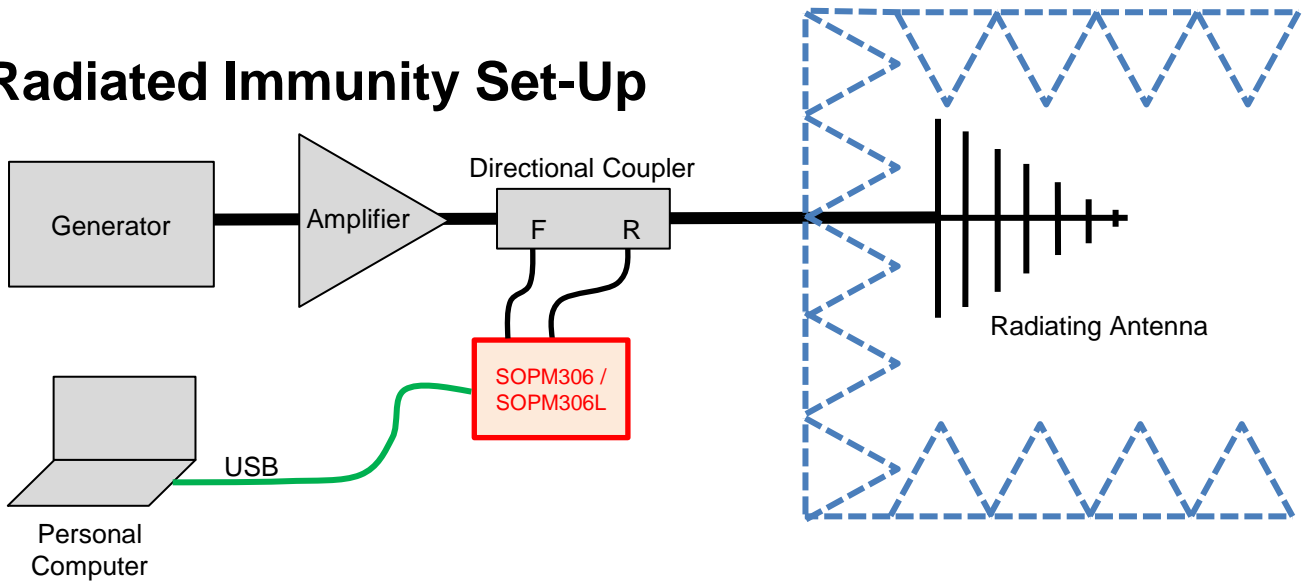 Radiated Immunity Set-Up
Directional Coupler
Generator
Amplifier
F R
Radiating Antenna
SOPM306 /
SOPM306L
USB
Personal
Computer